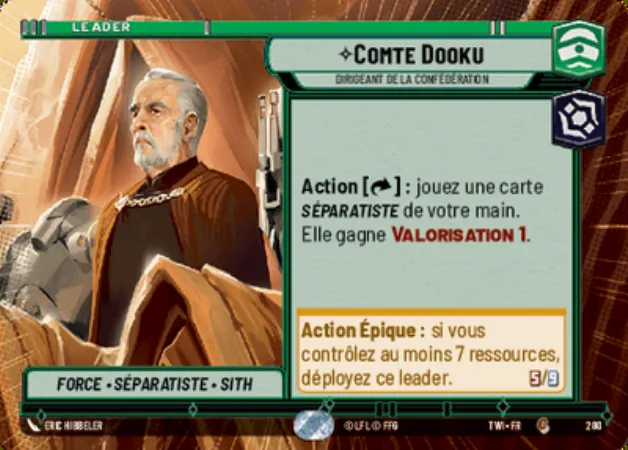 LEADER
COMTE DOOKU
DIRIGEANT DE LA CONFÉDÉRATION
Action [ ] : jouez une carte
SÉPARATISTE de votre main.
Elle gagne VALORISATION 1.
Action Épique : si vous
contrôlez au moins 7 ressources,
déployez ce leader. 5/9
FORCE • SÉPARATISTE • SITH
ERIC HIBBELER
©LFL © FFG
TWI • FR
280